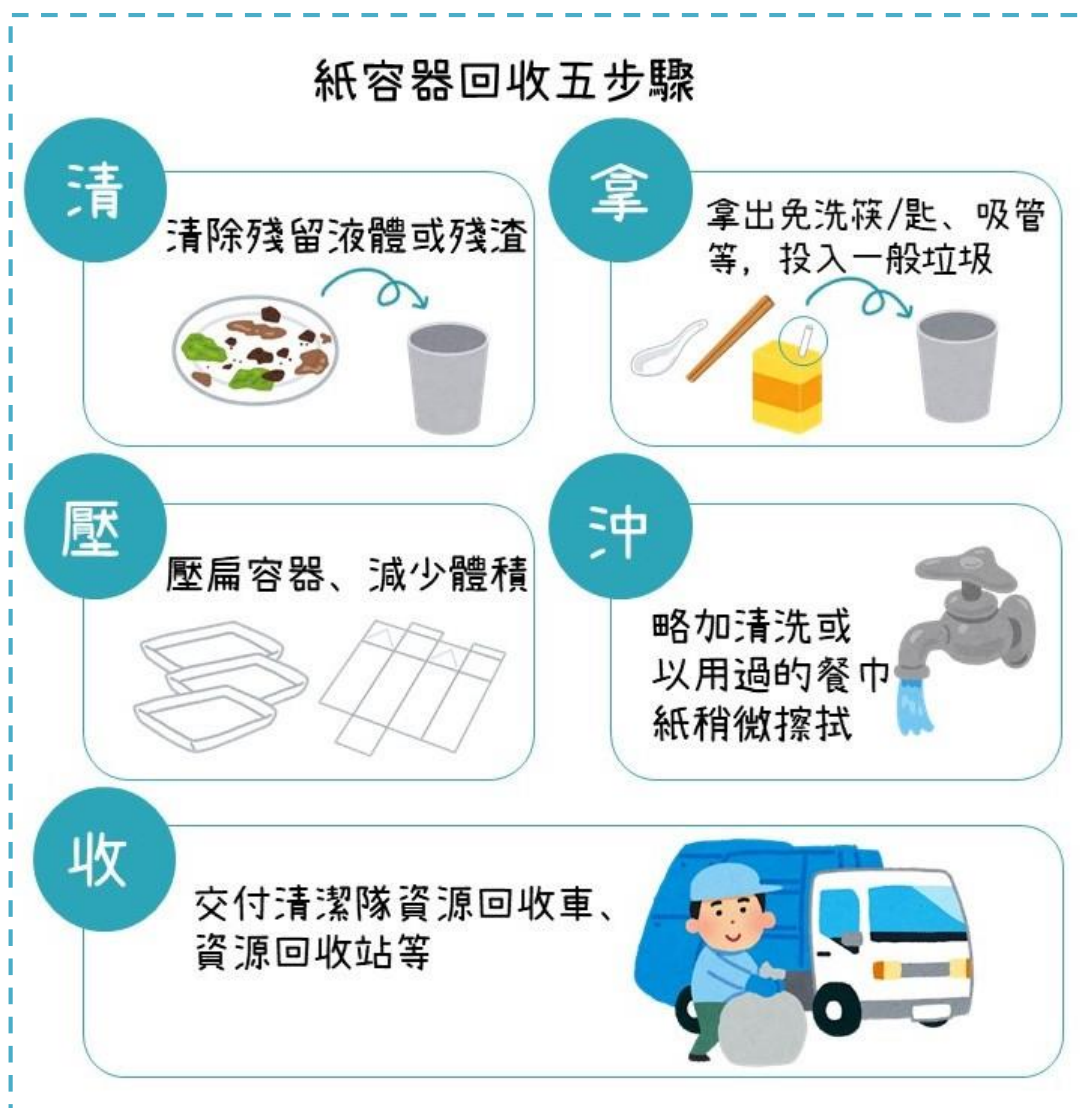 紙容器回收五步驟
清
清除殘留液體或殘渣
拿
拿出免洗筷/匙、吸管
等，投入一般垃圾
壓
壓扁容器、減少體積
沖
略加清洗或
以用過的餐巾
紙稍微擦拭
收
交付清潔隊資源回收車、
資源回收站等